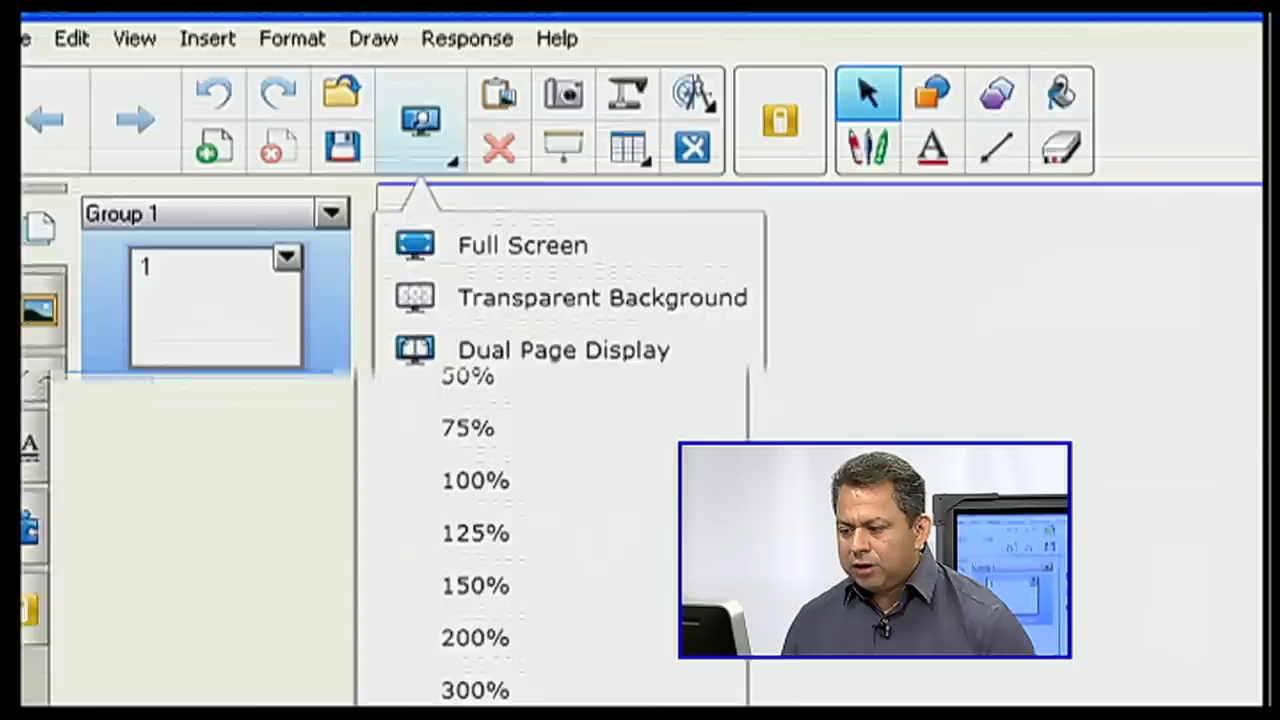 e Edit View Insert Format Draw Response Help
Group 1
1
Full Screen
Transparent Background
Dual Page Display
50%
75%
100%
125%
150%
200%
300%
A
A